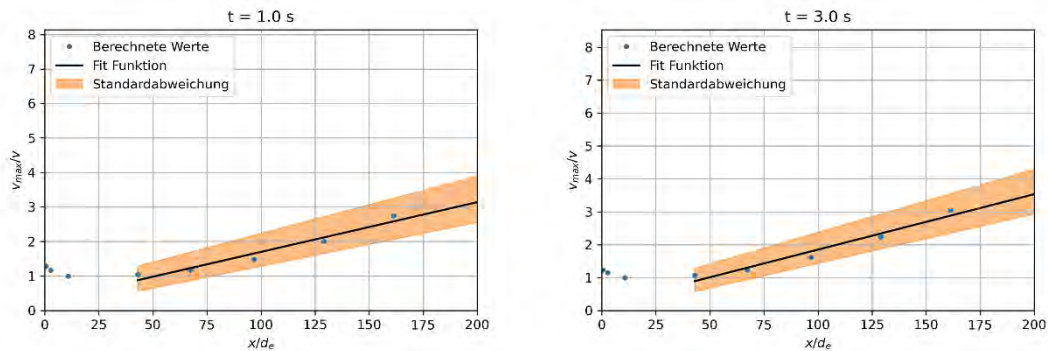 t = 1.0 s
Berechnete Werte
Fit Funktion
Standardabweichung
8
7
6
5
4
3
2
1
0
v_max/v
0 25 50 75 100 125 150 175 200
x/d_e
t = 3.0 s
Berechnete Werte
Fit Funktion
Standardabweichung
8
7
6
5
4
3
2
1
0
v_max/v
0 25 50 75 100 125 150 175 200
x/d_e